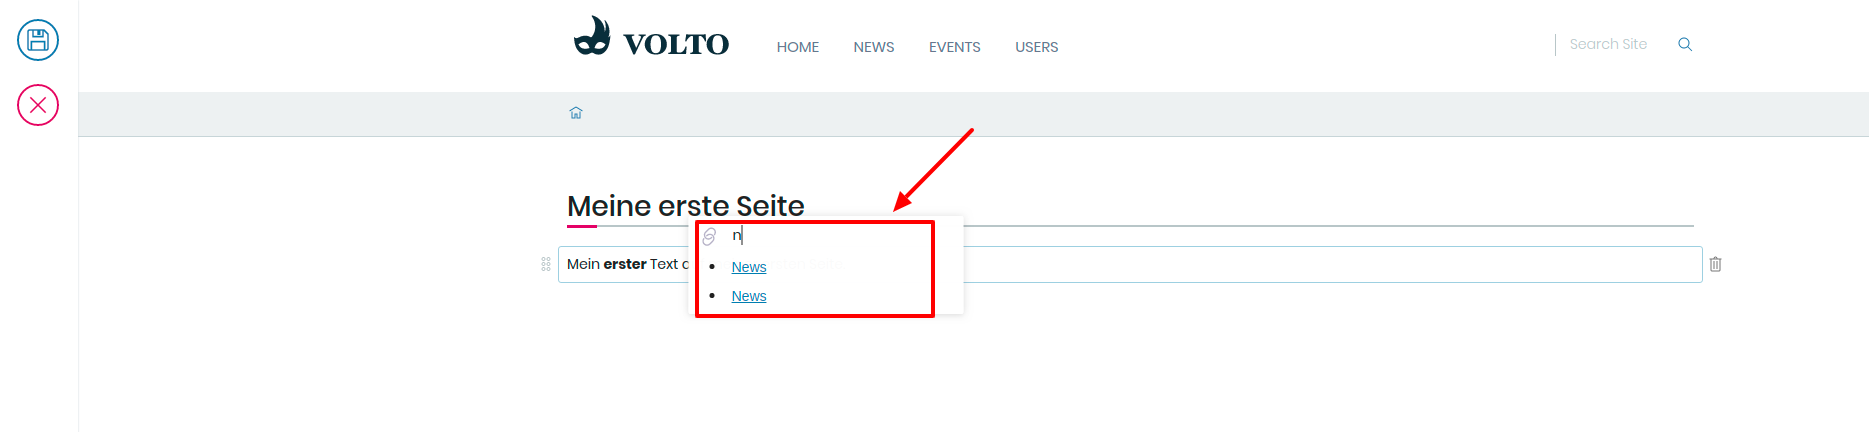 VOLTO
HOME NEWS EVENTS USERS
Search Site
Meine erste Seite
n
Mein erster Text
News
News